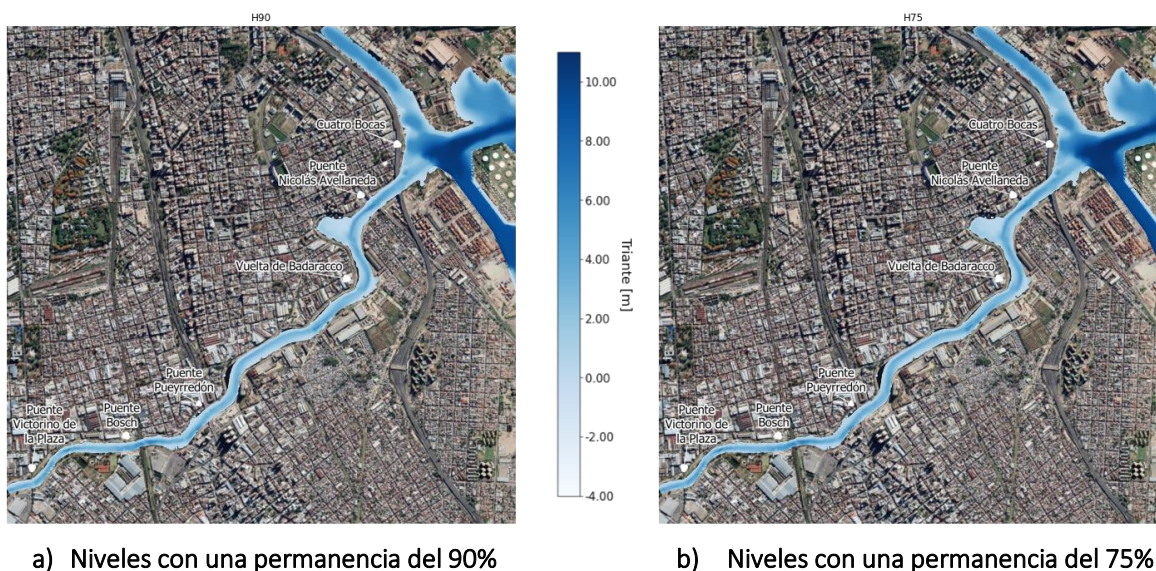 H90
H75
Cuatro Bocas
Puente
Nicolás Avellaneda
Vuelta de Badaracco
Puente
Pueyrredón
Puente
Victorino de
la Plaza
Puente
Bosch
10.00
8.00
6.00
4.00
2.00
0.00
-2.00
-4.00
Triante [m]
Cuatro Bocas
Puente
Nicolás Avellaneda
Vuelta de Badaracco
Puente
Pueyrredón
Puente
Victorino de
la Plaza
Puente
Bosch
a) Niveles con una permanencia del 90%
b) Niveles con una permanencia del 75%